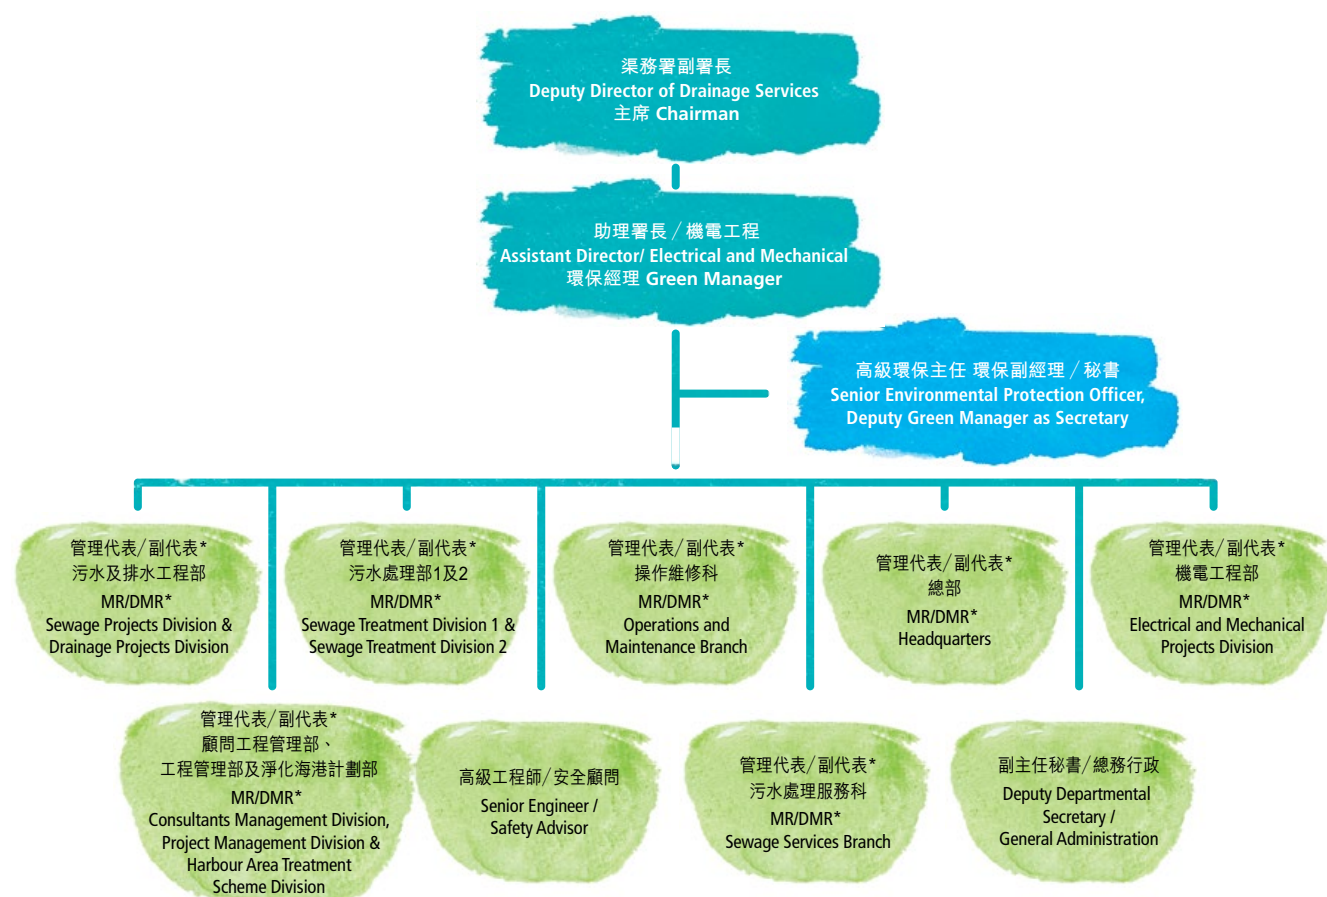 渠務署副署長
Deputy Director of Drainage Services
主席 Chairman
助理署長／機電工程
Assistant Director/ Electrical and Mechanical
環保經理 Green Manager
高級環保主任 環保副經理／秘書
Senior Environmental Protection Officer,
Deputy Green Manager as Secretary
管理代表/副代表*
污水及排水工程部
MR/DMR*
Sewage Projects Division &
Drainage Projects Division
管理代表/副代表*
污水處理部1及2
MR/DMR*
Sewage Treatment Division 1 &
Sewage Treatment Division 2
管理代表/副代表*
操作維修科
MR/DMR*
Operations and
Maintenance Branch
管理代表/副代表*
總部
MR/DMR*
Headquarters
管理代表/副代表*
機電工程部
MR/DMR*
Electrical and Mechanical
Projects Division
管理代表/副代表*
顧問工程管理部、
工程管理部及淨化海港計劃部
MR/DMR*
Consultants Management Division,
Project Management Division &
Harbour Area Treatment
Scheme Division
高級工程師/安全顧問
Senior Engineer /
Safety Advisor
管理代表/副代表*
污水處理服務科
MR/DMR*
Sewage Services Branch
副主任秘書/總務行政
Deputy Departmental
Secretary /
General Administration